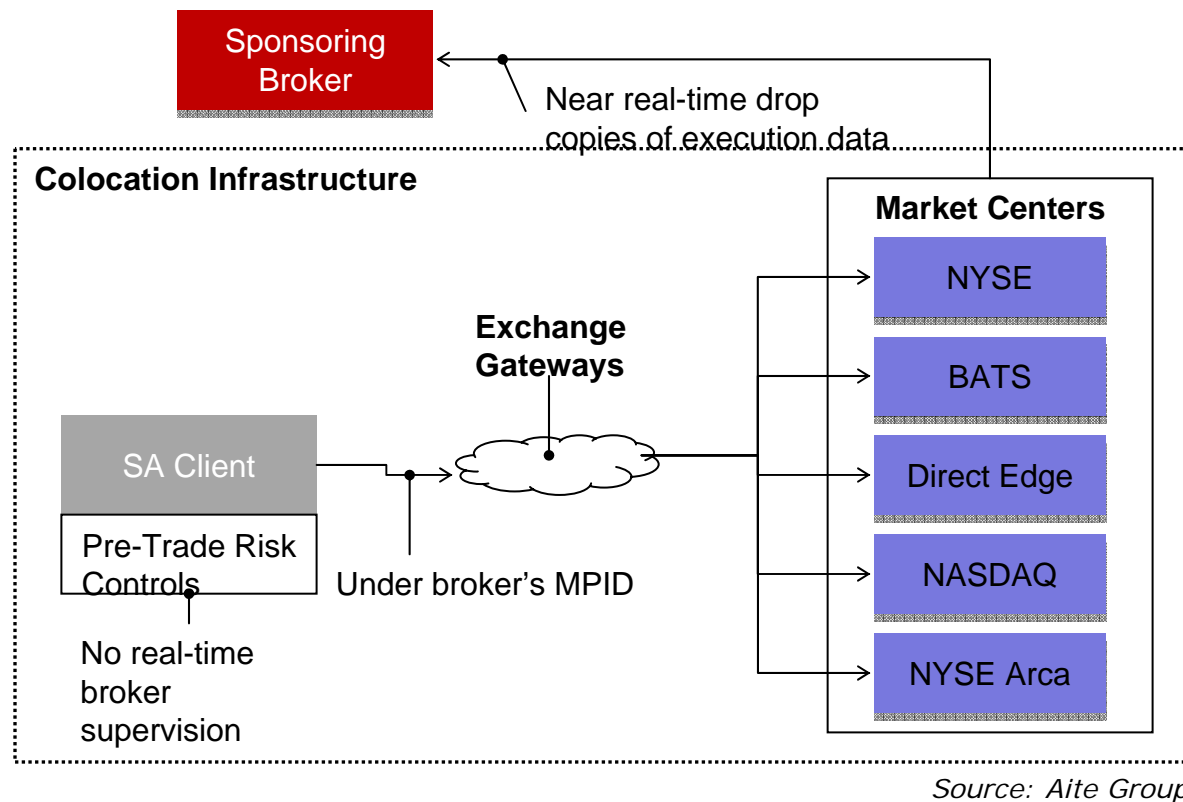 Sponsoring
Broker
Near real-time drop
copies of execution data
Colocation Infrastructure
Market Centers
NYSE
Exchange
Gateways
BATS
SA Client
Direct Edge
Pre-Trade Risk
Controls
Under broker's MPID
NASDAQ
No real-time
broker
supervision
NYSE Arca
Source: Aite Group